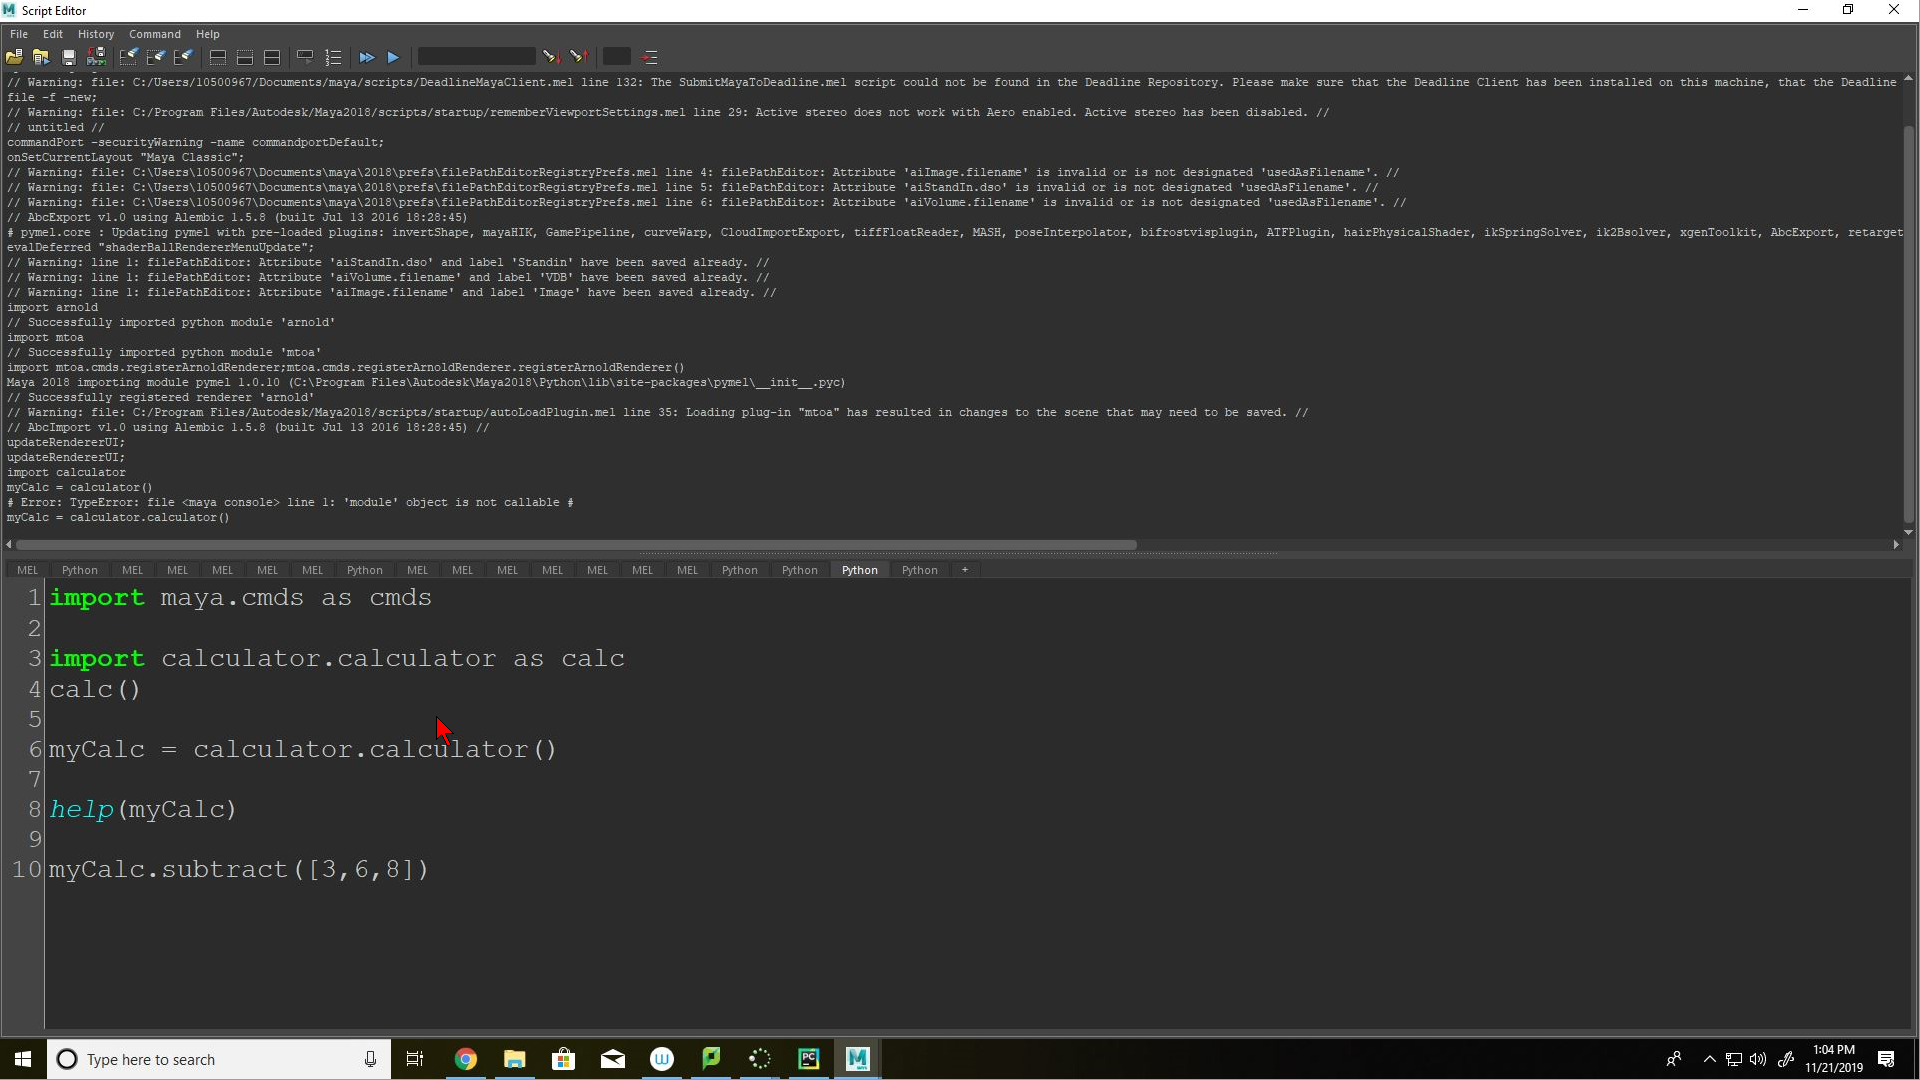 Script Editor
File Edit History Command Help
// Warning: file: C:/Users/10500967/Documents/maya/scripts/DeadlineMayaClient.mel line 132: The SubmitMayaToDeadline.mel script could not be found in the Deadline Repository. Please make sure that the Deadline Client has been installed on this machine, that the Deadline
file -f -new;
// Warning: file: C:/Program Files/Autodesk/Maya2018/scripts/startup/rememberViewportSettings.mel line 29: Active stereo does not work with Aero enabled. Active stereo has been disabled. //
// untitled //
commandPort -securityWarning -name commandportDefault;
onSetCurrentLayout "Maya Classic";
// Warning: file: C:\Users\10500967\Documents\maya\2018\prefs\filePathEditorRegistryPrefs.mel line 4: filePathEditor: Attribute 'aiImage.filename' is invalid or is not designated 'usedAsFilename'. //
// Warning: file: C:\Users\10500967\Documents\maya\2018\prefs\filePathEditorRegistryPrefs.mel line 5: filePathEditor: Attribute 'aiStandIn.dso' is invalid or is not designated 'usedAsFilename'. //
// Warning: file: C:\Users\10500967\Documents\maya\2018\prefs\filePathEditorRegistryPrefs.mel line 6: filePathEditor: Attribute 'aiVolume.filename' is invalid or is not designated 'usedAsFilename'. //
// AbcExport v1.0 using Alembic 1.5.8 (built Jul 13 2016 18:28:45)
# pymel.core : Updating pymel with pre-loaded plugins: invertShape, mayaHIK, GamePipeline, curveWarp, CloudImportExport, tiffFloatReader, MASH, poseInterpolator, bifrostvisplugin, ATFPlugin, hairPhysicalShader, ikSpringSolver, ik2Bsolver, xgenToolkit, AbcExport, retarget
evalDeferred "shaderBallRendererMenuUpdate";
// Warning: line 1: filePathEditor: Attribute 'aiStandIn.dso' and label 'Standin' have been saved already. //
// Warning: line 1: filePathEditor: Attribute 'aiVolume.filename' and label 'VDB' have been saved already. //
// Warning: line 1: filePathEditor: Attribute 'aiImage.filename' and label 'Image' have been saved already. //
import arnold
// Successfully imported python module 'arnold'
import mtoa
// Successfully imported python module 'mtoa'
import mtoa.cmds.registerArnoldRenderer;mtoa.cmds.registerArnoldRenderer.registerArnoldRenderer()
Maya 2018 importing module pymel 1.0.10 (C:\Program Files\Autodesk\Maya2018\Python\lib\site-packages\pymel\__init__.pyc)
// Successfully registered renderer 'arnold'
// Warning: file: C:/Program Files/Autodesk/Maya2018/scripts/startup/autoLoadPlugin.mel line 35: Loading plug-in "mtoa" has resulted in changes to the scene that may need to be saved. //
// AbcImport v1.0 using Alembic 1.5.8 (built Jul 13 2016 18:28:45) //
updateRendererUI;
updateRendererUI;
import calculator
myCalc = calculator()
# Error: TypeError: file <maya console> line 1: 'module' object is not callable #
myCalc = calculator.calculator()
MEL Python MEL MEL MEL MEL MEL Python MEL MEL MEL MEL MEL MEL MEL Python Python Python Python +
1 import maya.cmds as cmds
2
3 import calculator.calculator as calc
4 calc()
5
6 myCalc = calculator.calculator()
7
8 help(myCalc)
9
10 myCalc.subtract([3,6,8])
Type here to search
1:04 PM
11/21/2019